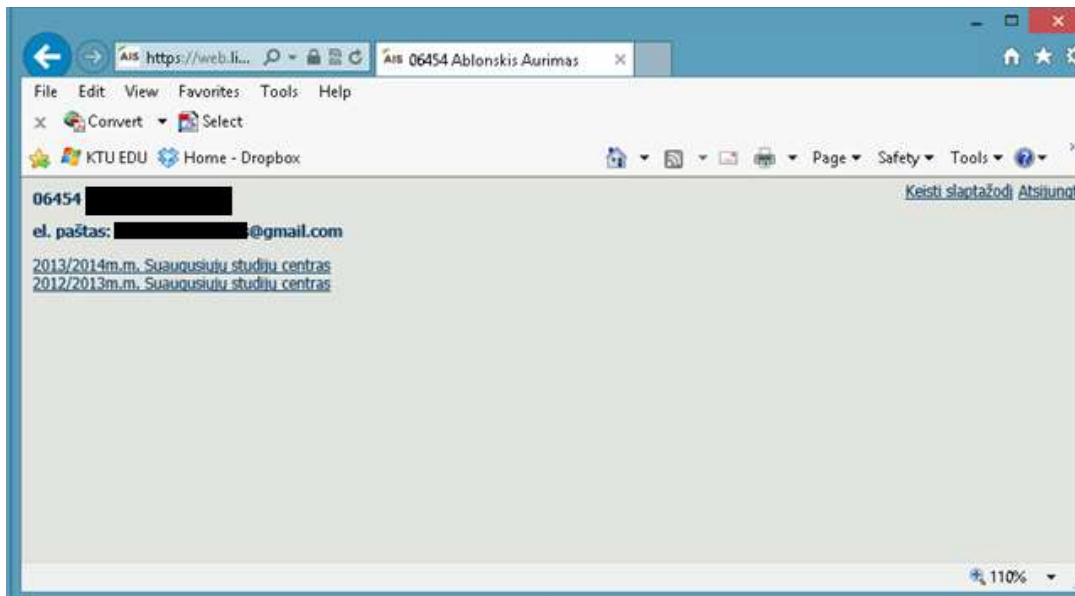 AIS https://web.li... AIS 06454 Ablonskis Aurimas
File Edit View Favorites Tools Help
x Convert Select
KTU EDU Home - Dropbox Page Safety Tools
06454 Keisti slaptažodį Atsijungt
el. paštas: @gmail.com
2013/2014m.m. Suaugusiųjų studijų centras
2012/2013m.m. Suaugusiųjų studijų centras
110%